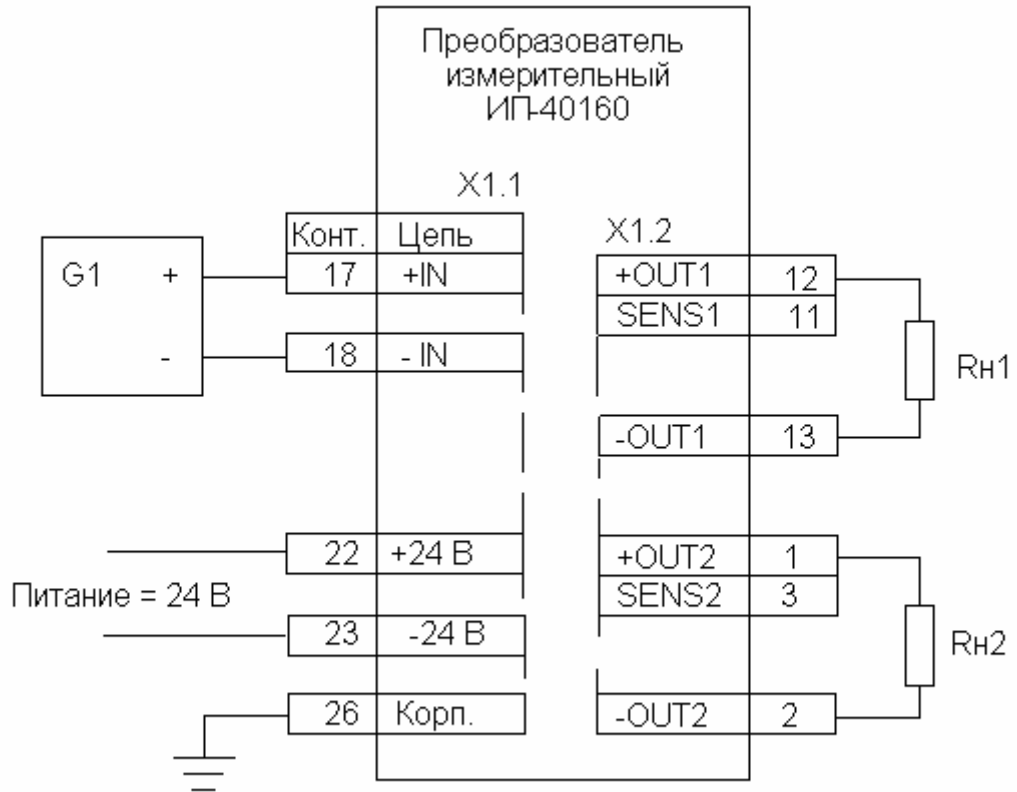 Преобразователь
измерительный
ИП-40160
X1.1
Конт. Цепь
17 +IN
18 - IN
22 +24 В
23 -24 В
26 Корп.
G1 +
-
Питание = 24 В
X1.2
+OUT1 12
SENS1 11
-OUT1 13
+OUT2 1
SENS2 3
-OUT2 2
Rн1
Rн2